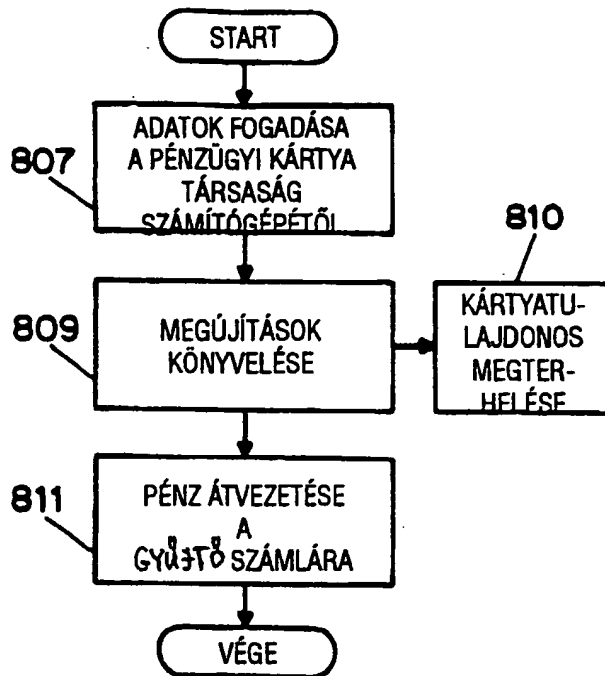 START
807
ADATOK FOGADÁSA
A PÉNZÜGYI KÁRTYA
TÁRSASÁG
SZÁMÍTÓGÉPÉTŐL
809
MEGÚJÍTÁSOK
KÖNYVELÉSE
810
KÁRTYATU-
LAJDONOS
MEGTER-
HELÉSE
811
PÉNZ ÁTVEZETÉSE
A
GYŰJTŐ SZÁMLÁRA
VÉGE